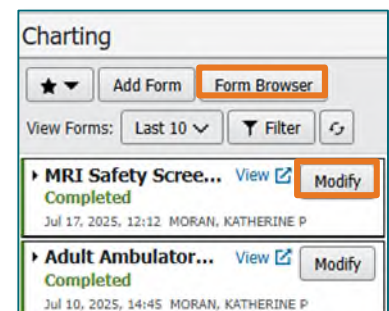 Charting
Add Form Form Browser
View Forms: Last 10 Filter
MRI Safety Scree... View Modify
Completed
Jul 17, 2025, 12:12 MORAN, KATHERINE P
Adult Ambulator... View Modify
Completed
Jul 10, 2025, 14:45 MORAN, KATHERINE P